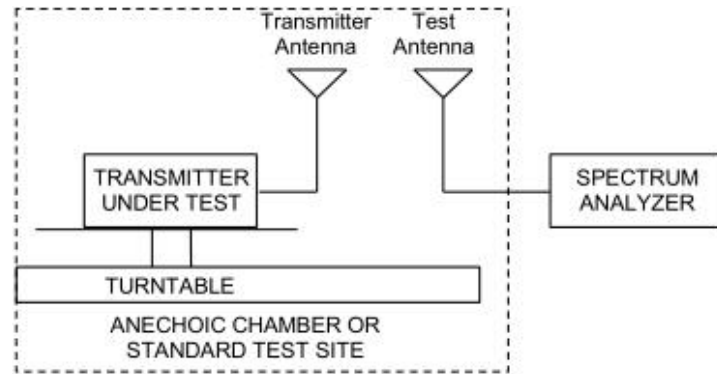 Transmitter
Antenna
Test
Antenna
TRANSMITTER
UNDER TEST
SPECTRUM
ANALYZER
TURNTABLE
ANECHOIC CHAMBER OR
STANDARD TEST SITE